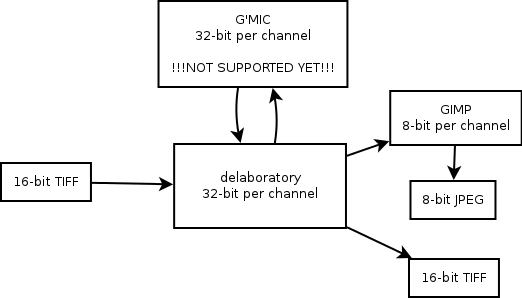 G'MIC
32-bit per channel
!!!NOT SUPPORTED YET!!!
GIMP
8-bit per channel
16-bit TIFF
delaboratory
32-bit per channel
8-bit JPEG
16-bit TIFF